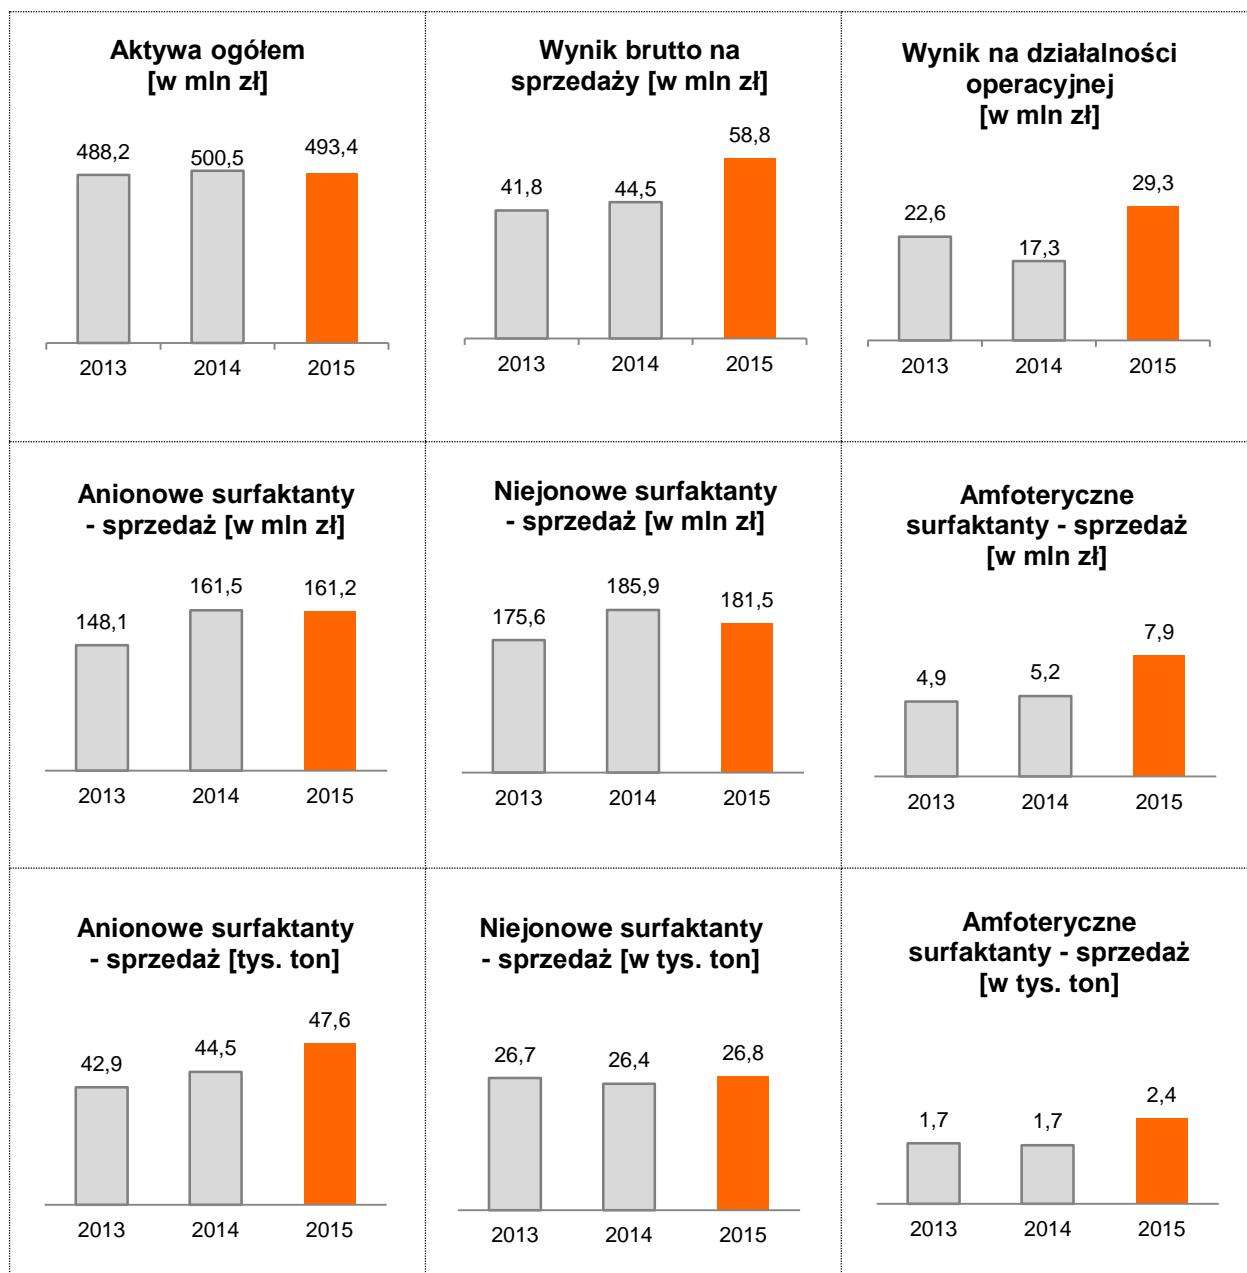 Aktywa ogółem
[w mln zł]
488,2
500,5
493,4
2013
2014
2015
Wynik brutto na
sprzedaży [w mln zł]
41,8
44,5
58,8
2013
2014
2015
Wynik na działalności
operacyjnej
[w mln zł]
22,6
17,3
29,3
2013
2014
2015
Anionowe surfaktanty
- sprzedaż [w mln zł]
148,1
161,5
161,2
2013
2014
2015
Niejonowe surfaktanty
- sprzedaż [w mln zł]
175,6
185,9
181,5
2013
2014
2015
Amfoteryczne
surfaktanty - sprzedaż
[w mln zł]
4,9
5,2
7,9
2013
2014
2015
Anionowe surfaktanty
- sprzedaż [tys. ton]
42,9
44,5
47,6
2013
2014
2015
Niejonowe surfaktanty
- sprzedaż [w tys. ton]
26,7
26,4
26,8
2013
2014
2015
Amfoteryczne
surfaktanty - sprzedaż
[w tys. ton]
1,7
1,7
2,4
2013
2014
2015